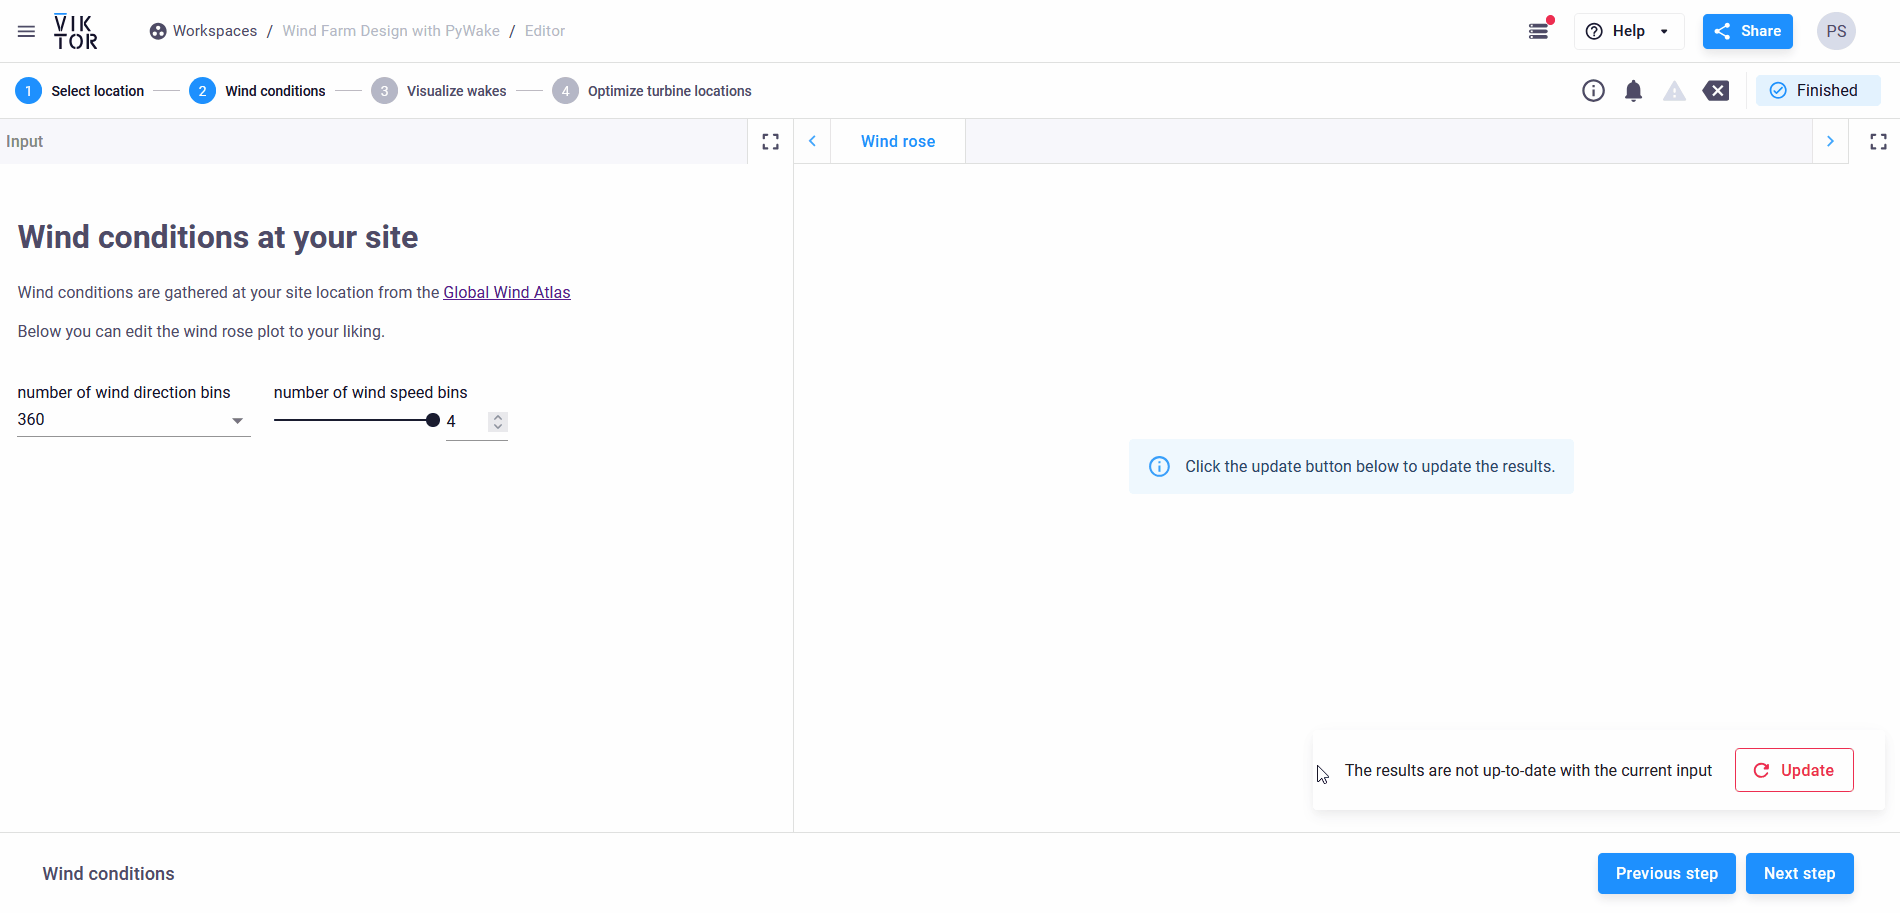 VIK
TOR
Workspaces / Wind Farm Design with PyWake / Editor
Help
Share
PS
1 Select location
2 Wind conditions
3 Visualize wakes
4 Optimize turbine locations
Finished
Input
Wind rose
Wind conditions at your site
Wind conditions are gathered at your site location from the Global Wind Atlas
Below you can edit the wind rose plot to your liking.
number of wind direction bins
360
number of wind speed bins
4
Click the update button below to update the results.
The results are not up-to-date with the current input
Update
Wind conditions
Previous step
Next step